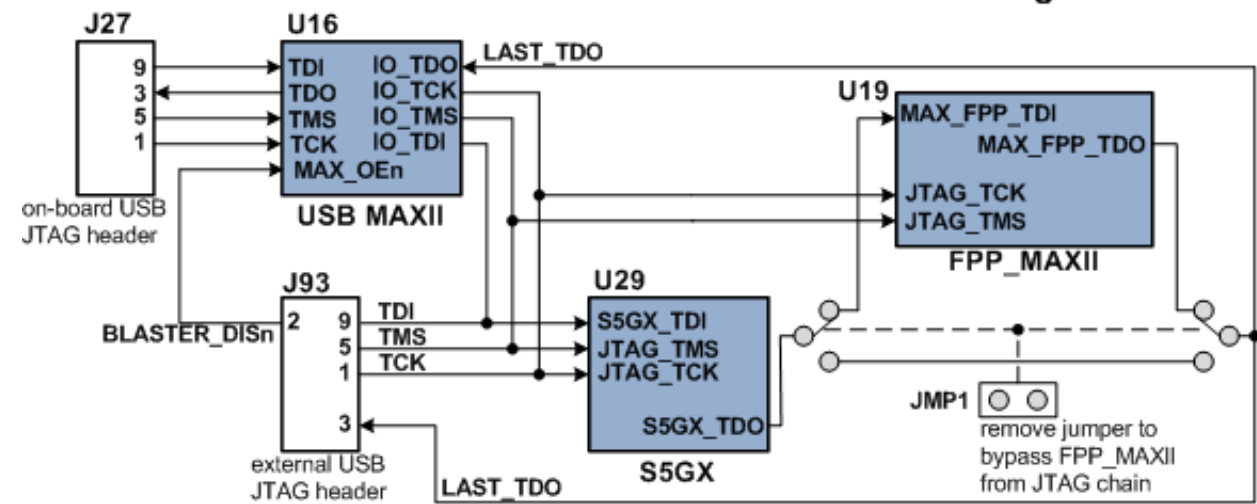 J27
U16
LAST_TDO
9
3
5
1
TDI
TDO
TMS
TCK
MAX_OEn
IO_TDO
IO_TCK
IO_TMS
IO_TDI
USB MAXII
on-board USB
JTAG header
U19
MAX_FPP_TDI
MAX_FPP_TDO
JTAG_TCK
JTAG_TMS
FPP_MAXII
J93
BLASTER_DISn
2
9
5
1
3
TDI
TMS
TCK
external USB
JTAG header
LAST_TDO
U29
S5GX_TDI
JTAG_TMS
JTAG_TCK
S5GX_TDO
S5GX
JMP1
remove jumper to
bypass FPP_MAXII
from JTAG chain